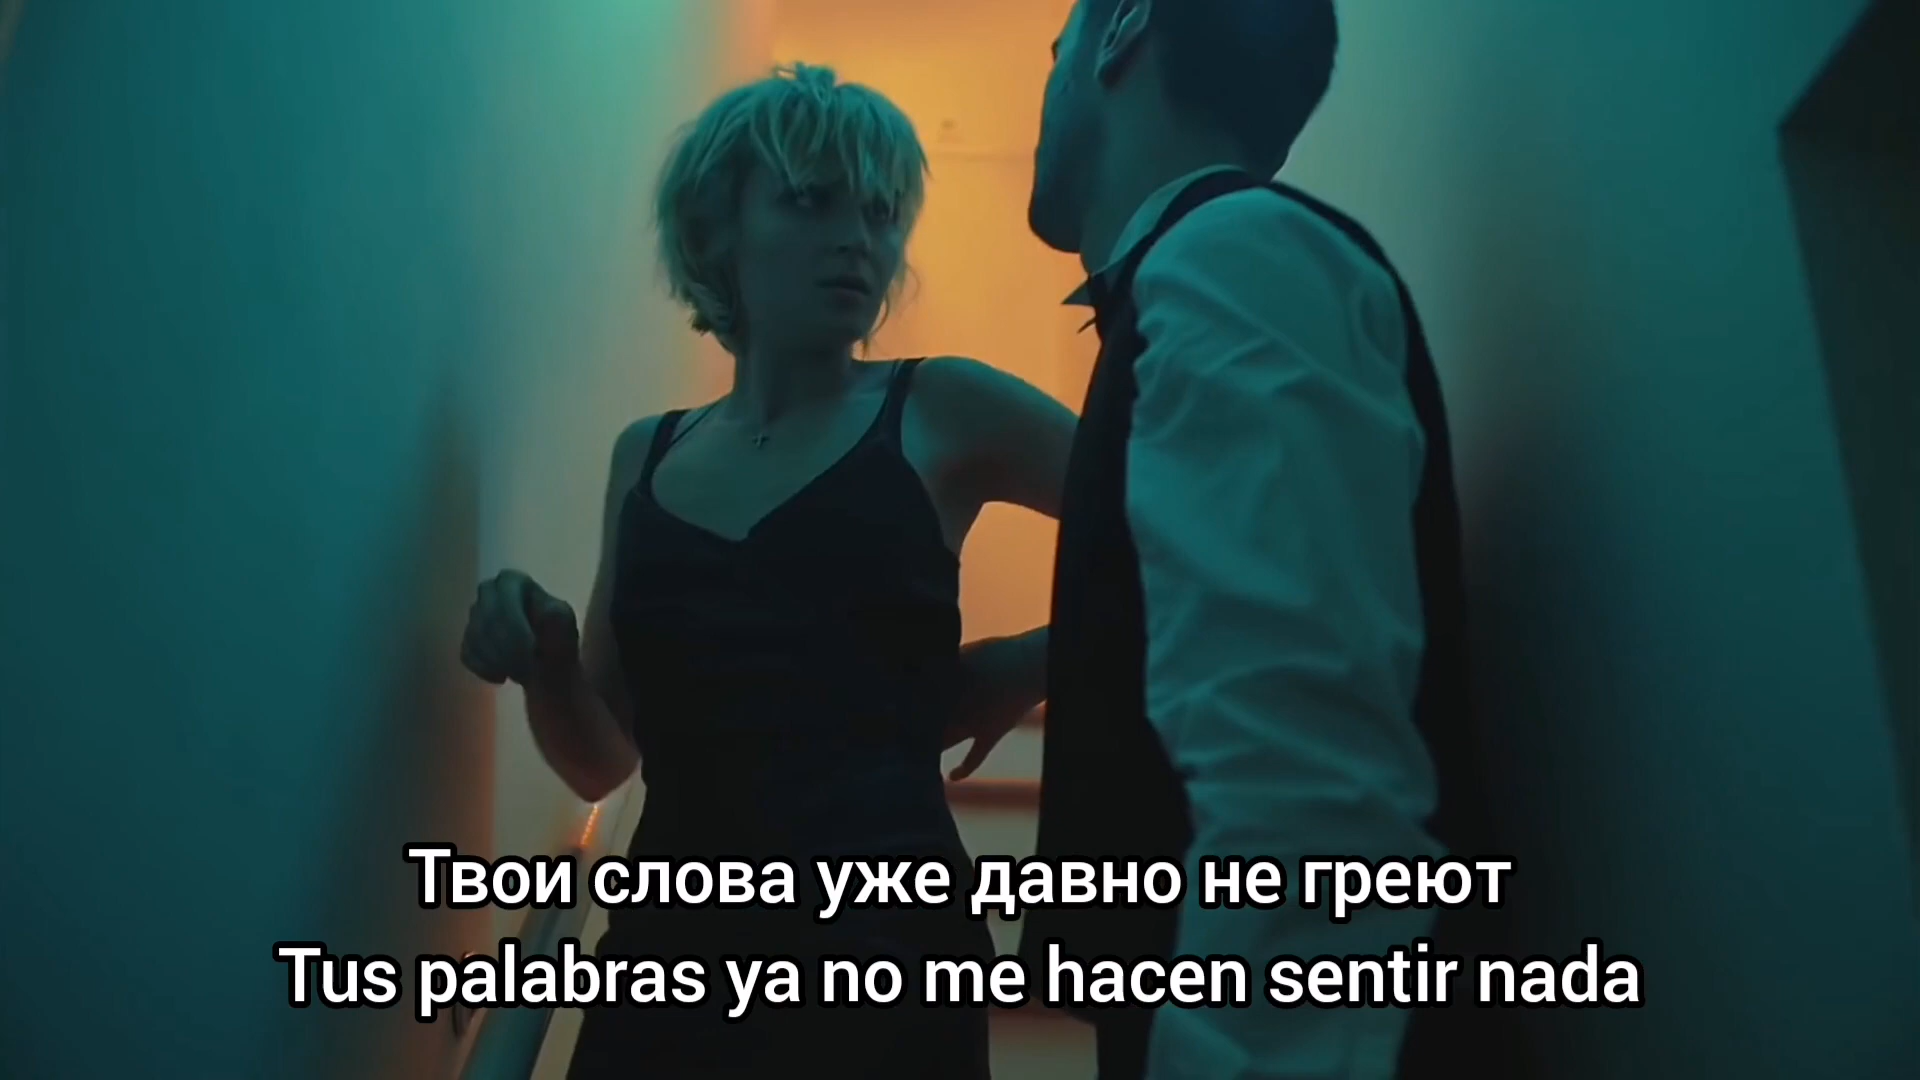 Твои слова уже давно не греют
Tus palabras ya no me hacen sentir nada